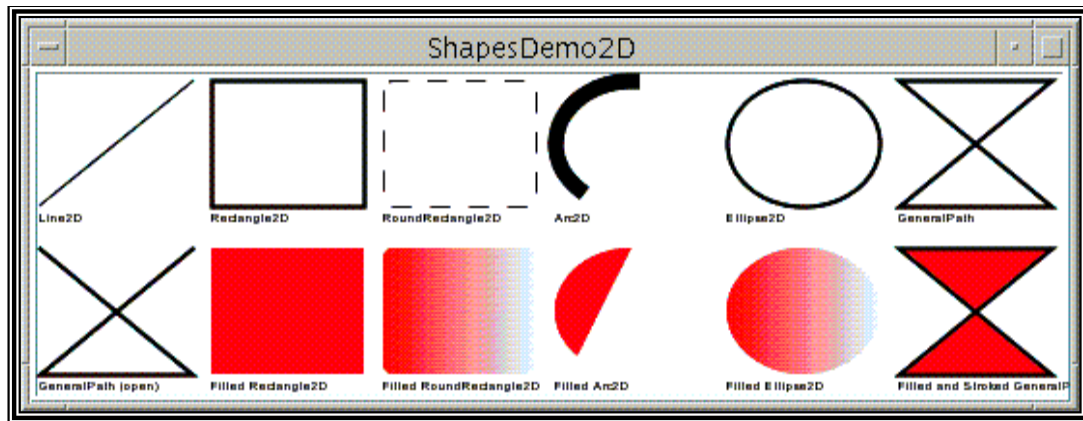 ShapesDemo2D
Line2D
Rectangle2D
RoundRectangle2D
Arc2D
Ellipse2D
GeneralPath
GeneralPath (open)
Filled Rectangle2D
Filled RoundRectangle2D
Filled Arc2D
Filled Ellipse2D
Filled and Stroked GeneralP